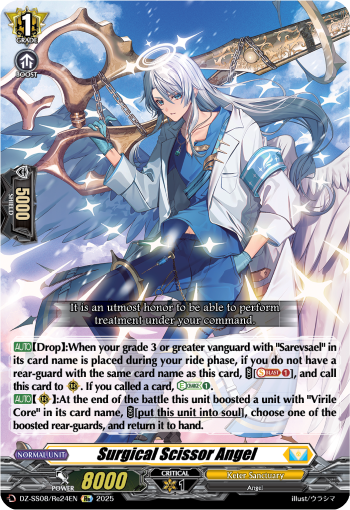 1
GRADE
BOOST
5000
SHIELD
It is an utmost honor to be able to perform
treatment under your command.
AUTO【Drop】:When your grade 3 or greater vanguard with "Sarevsael" in
its card name is placed during your ride phase, if you do not have a
rear-guard with the same card name as this card, [SOUL-BLAST 1], and call
this card to RC. If you called a card, CHARGE 1.
AUTO【RC】:At the end of the battle this unit boosted a unit with "Virile
Core" in its card name, COST[put this unit into soul], choose one of the
boosted rear-guards, and return it to hand.
NORMAL UNIT
Surgical Scissor Angel
POWER 8000
CRITICAL
1
Keter Sanctuary
Angel
D DZ-SS08/Re24EN Re 2025
illust/ウラシマ